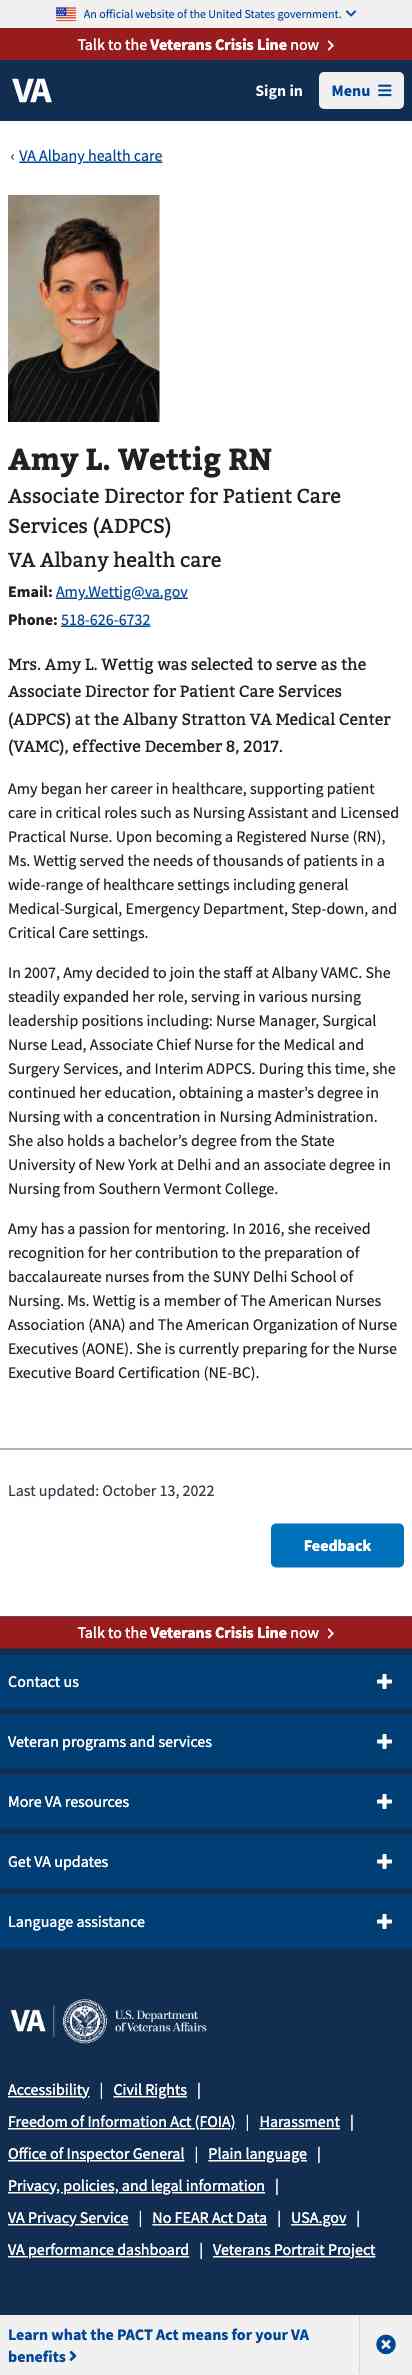 An official website of the United States government.
Talk to the Veterans Crisis Line now
VA
Sign in
Menu
‹ VA Albany health care
Amy L. Wettig RN
Associate Director for Patient Care
Services (ADPCS)
VA Albany health care
Email: Amy.Wettig@va.gov
Phone: 518-626-6732
Mrs. Amy L. Wettig was selected to serve as the
Associate Director for Patient Care Services
(ADPCS) at the Albany Stratton VA Medical Center
(VAMC), effective December 8, 2017.
Amy began her career in healthcare, supporting patient
care in critical roles such as Nursing Assistant and Licensed
Practical Nurse. Upon becoming a Registered Nurse (RN),
Ms. Wettig served the needs of thousands of patients in a
wide-range of healthcare settings including general
Medical-Surgical, Emergency Department, Step-down, and
Critical Care settings.
In 2007, Amy decided to join the staff at Albany VAMC. She
steadily expanded her role, serving in various nursing
leadership positions including: Nurse Manager, Surgical
Nurse Lead, Associate Chief Nurse for the Medical and
Surgery Services, and Interim ADPCS. During this time, she
continued her education, obtaining a master’s degree in
Nursing with a concentration in Nursing Administration.
She also holds a bachelor’s degree from the State
University of New York at Delhi and an associate degree in
Nursing from Southern Vermont College.
Amy has a passion for mentoring. In 2016, she received
recognition for her contribution to the preparation of
baccalaureate nurses from the SUNY Delhi School of
Nursing. Ms. Wettig is a member of The American Nurses
Association (ANA) and The American Organization of Nurse
Executives (AONE). She is currently preparing for the Nurse
Executive Board Certification (NE-BC).
Last updated: October 13, 2022
Feedback
Talk to the Veterans Crisis Line now
Contact us
Veteran programs and services
More VA resources
Get VA updates
Language assistance
VA | U.S. Department
of Veterans Affairs
Accessibility | Civil Rights |
Freedom of Information Act (FOIA) | Harassment |
Office of Inspector General | Plain language |
Privacy, policies, and legal information |
VA Privacy Service | No FEAR Act Data | USA.gov |
VA performance dashboard | Veterans Portrait Project
Learn what the PACT Act means for your VA
benefits